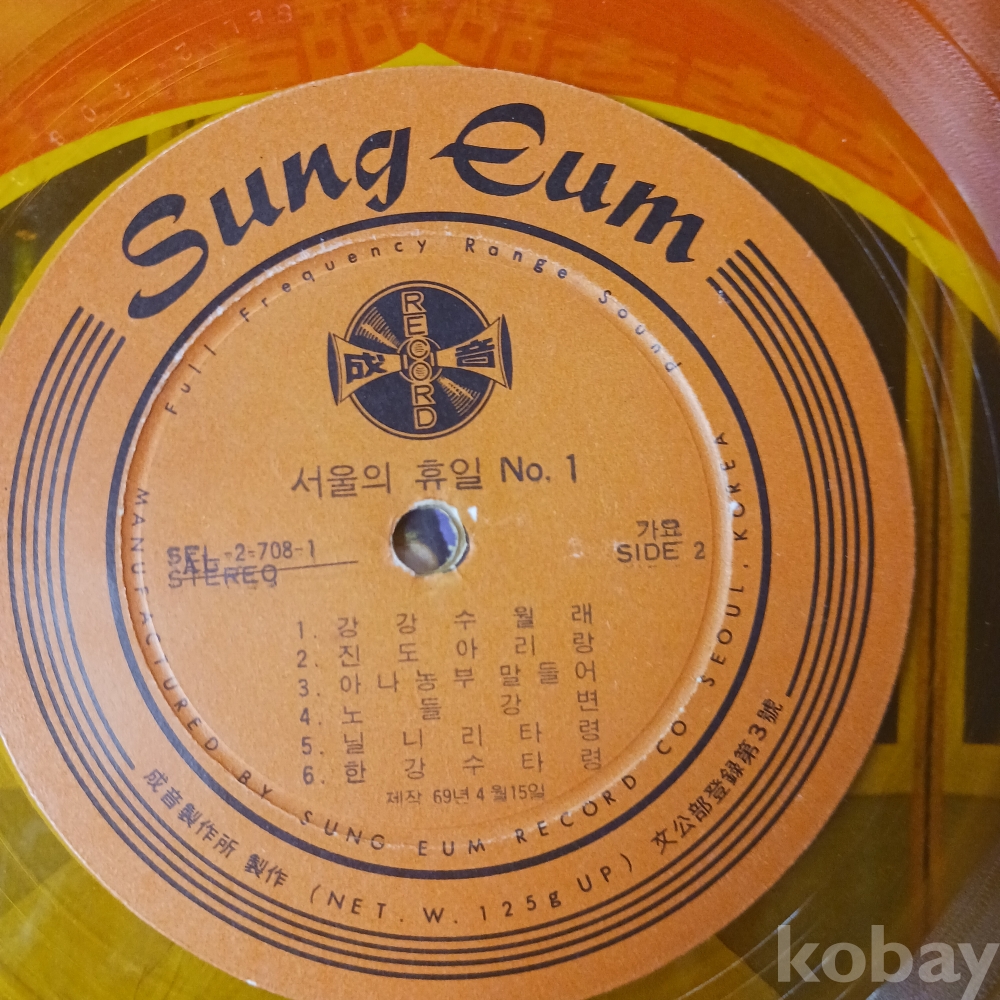 Sung Eum
Full Frequency Range Sound
RECORD
成 音
서울의 휴일 No. 1
가요
SEL-2-708-1
SIDE 2
STEREO
1. 강 강 수 월 래
2. 진 도 아 리 랑
3. 아 나 농 부 말 들 어
4. 노 들 강 변
5. 닐 니 리 타 령
6. 한 강 수 타 령
제작 69년 4월 15일
MANUFACTURED BY SUNG EUM RECORD CO SEOUL, KOREA
成音製作所 製作 (NET. W. 125g UP) 文公部登録第3號
kobay